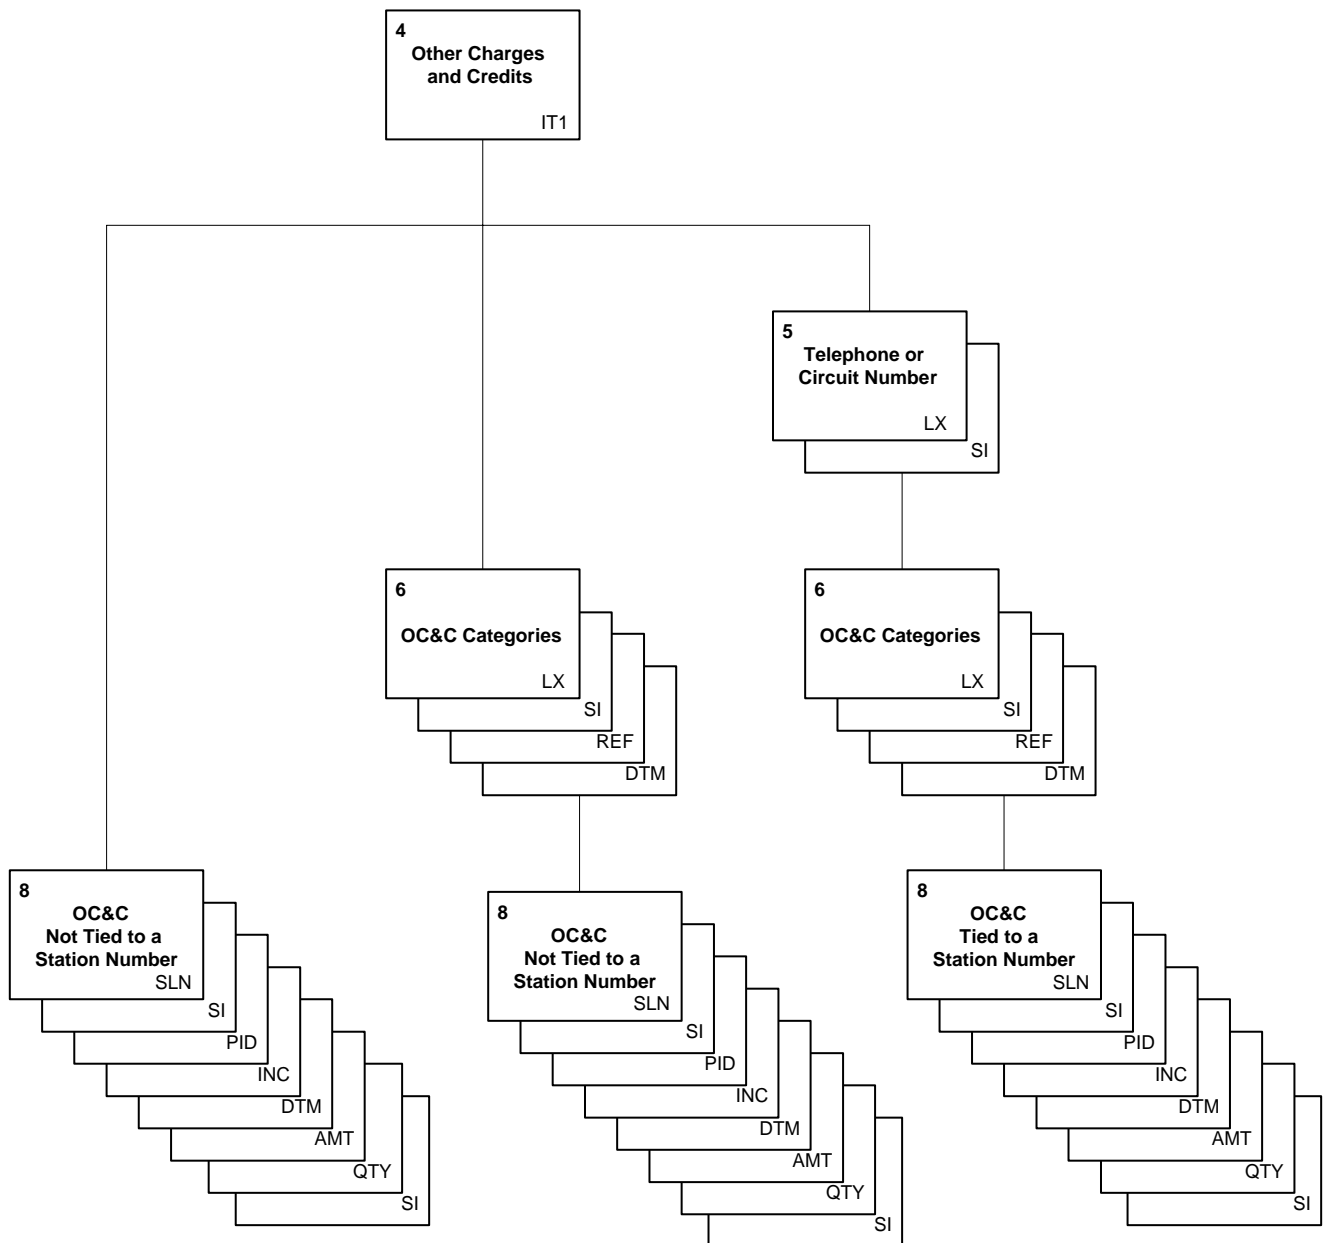 4
Other Charges
and Credits
IT1
5
Telephone or
Circuit Number
LX
SI
6
OC&C Categories
LX
SI
REF
DTM
6
OC&C Categories
LX
SI
REF
DTM
8
OC&C
Not Tied to a
Station Number
SLN
SI
PID
INC
DTM
AMT
QTY
SI
8
OC&C
Not Tied to a
Station Number
SLN
SI
PID
INC
DTM
AMT
QTY
SI
8
OC&C
Tied to a
Station Number
SLN
SI
PID
INC
DTM
AMT
QTY
SI